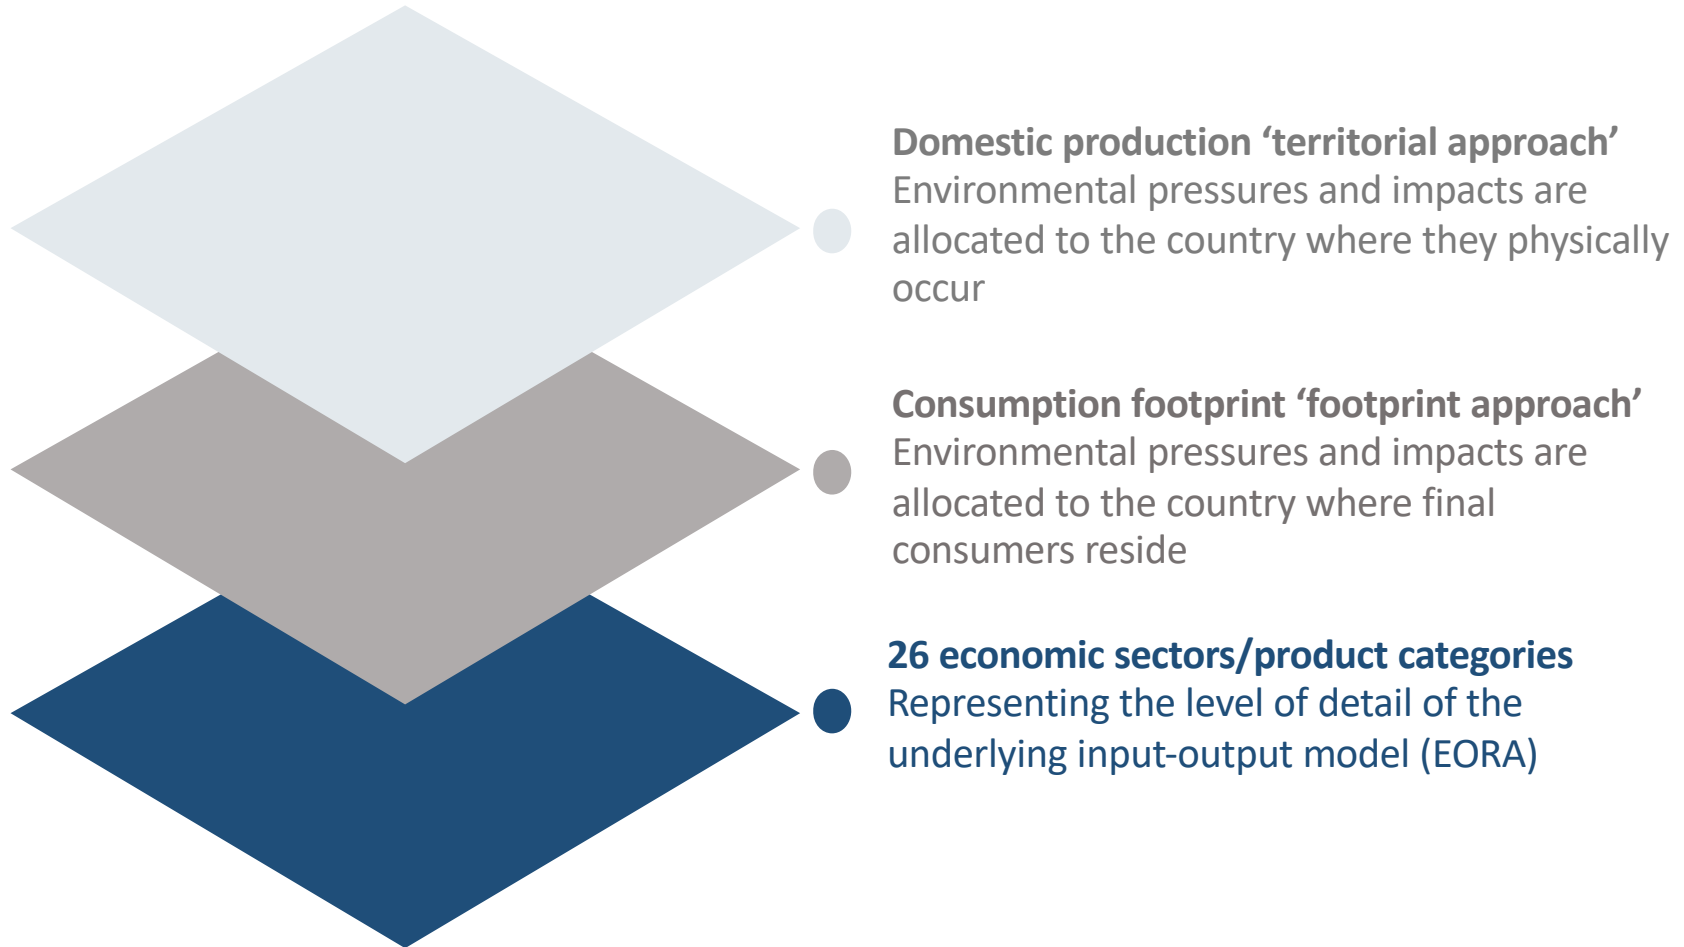 Domestic production ‘territorial approach’
Environmental pressures and impacts are
allocated to the country where they physically
occur
Consumption footprint ‘footprint approach’
Environmental pressures and impacts are
allocated to the country where final
consumers reside
26 economic sectors/product categories
Representing the level of detail of the
underlying input-output model (EORA)